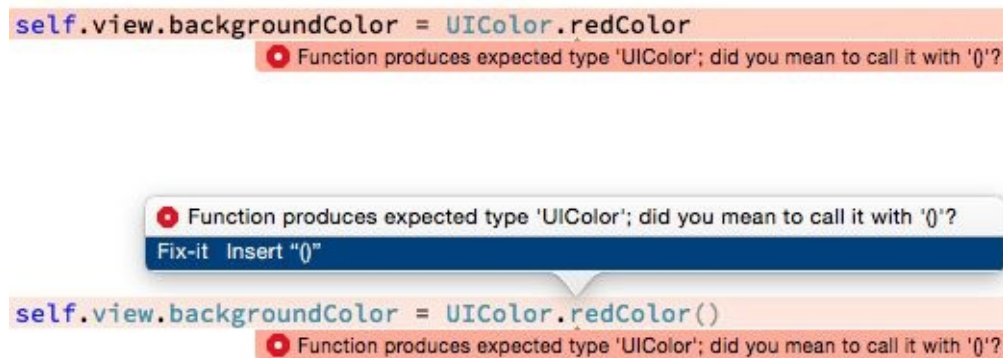 self.view.backgroundColor = UIColor.redColor
Function produces expected type 'UIColor'; did you mean to call it with '()'?
Function produces expected type 'UIColor'; did you mean to call it with '()'?
Fix-it Insert “()”
self.view.backgroundColor = UIColor.redColor()
Function produces expected type 'UIColor'; did you mean to call it with '()'?